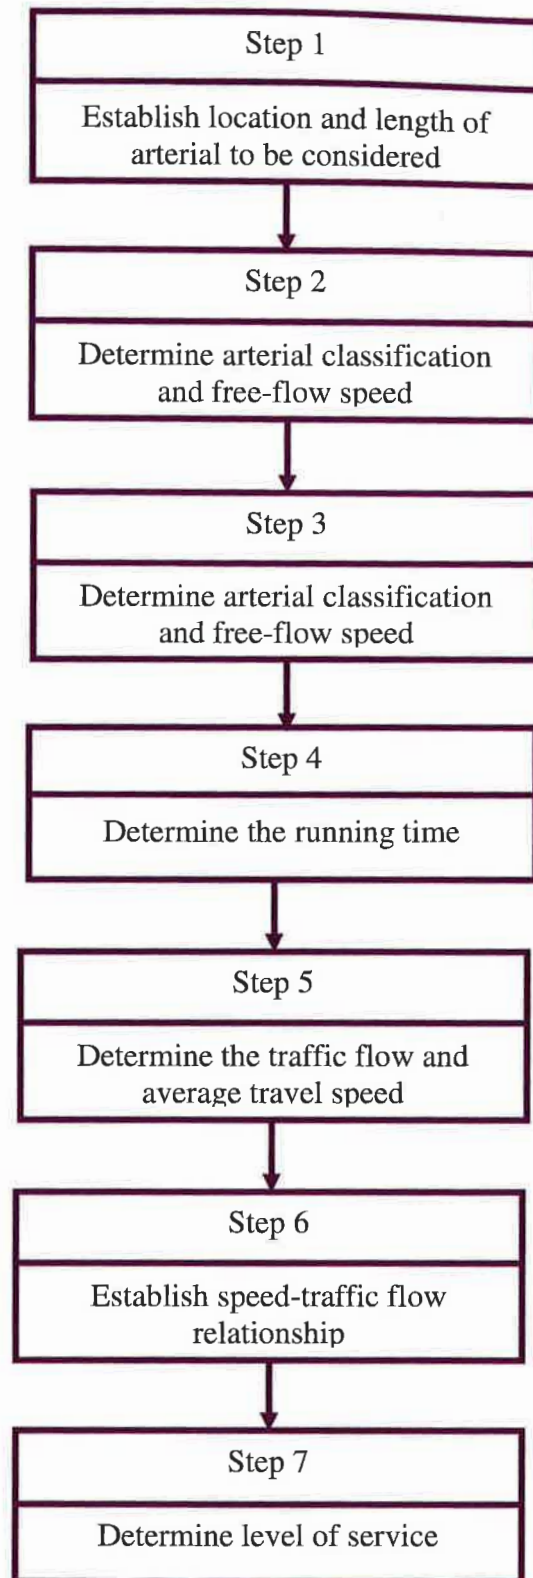 Step 1
Establish location and length of
arterial to be considered
Step 2
Determine arterial classification
and free-flow speed
Step 3
Determine arterial classification
and free-flow speed
Step 4
Determine the running time
Step 5
Determine the traffic flow and
average travel speed
Step 6
Establish speed-traffic flow
relationship
Step 7
Determine level of service